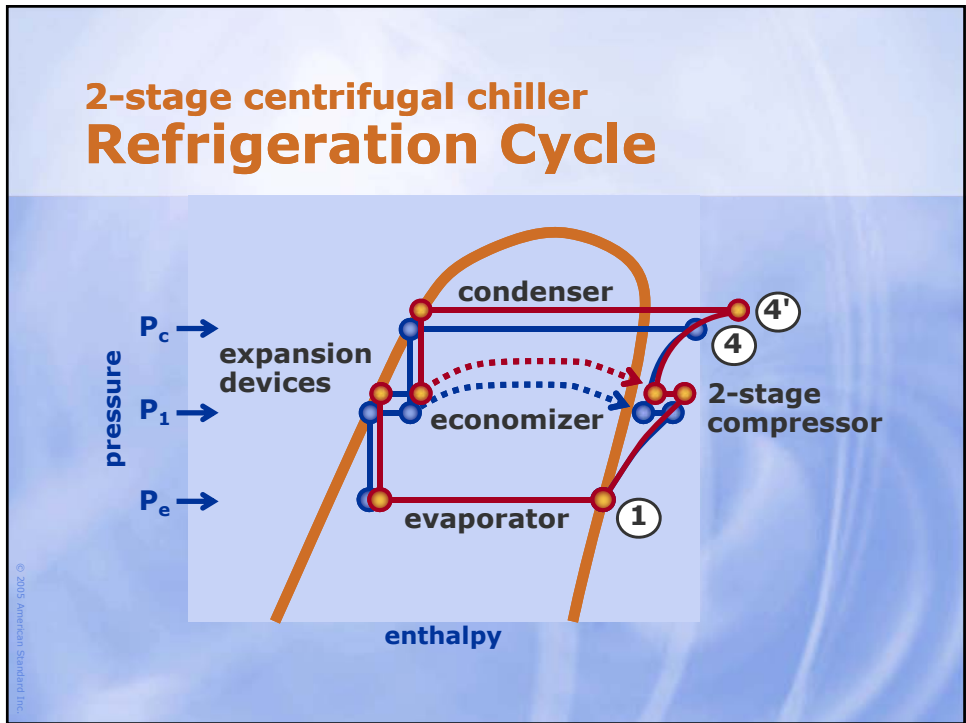 2-stage centrifugal chiller
Refrigeration Cycle
condenser
4'
Pc
4
expansion
devices
2-stage
compressor
P1
economizer
pressure
Pe
evaporator
1
enthalpy
© 2005 American Standard Inc.